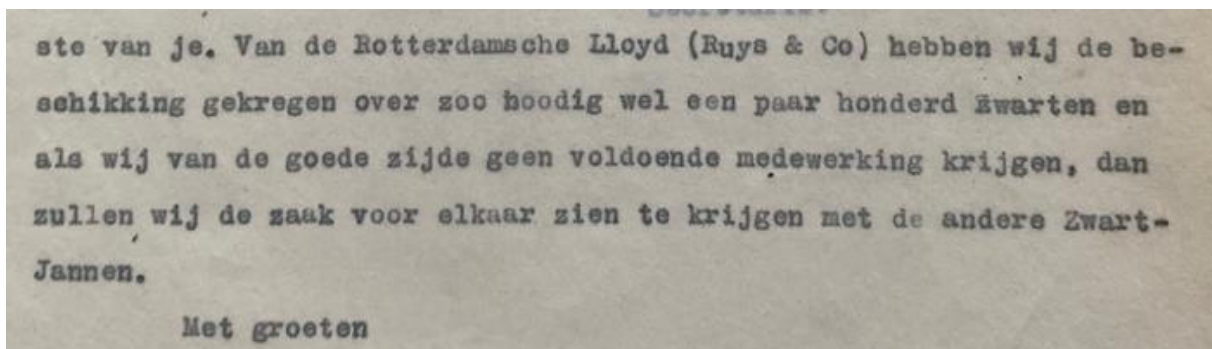 ste van je. Van de Rotterdamsche Lloyd (Ruys & Co) hebben wij de be-
schikking gekregen over zoo noodig wel een paar honderd Zwarten en
als wij van de goede zijde geen voldoende medewerking krijgen, dan
zullen wij de zaak voor elkaar zien te krijgen met de andere Zwart-
Jannen.
Met groeten